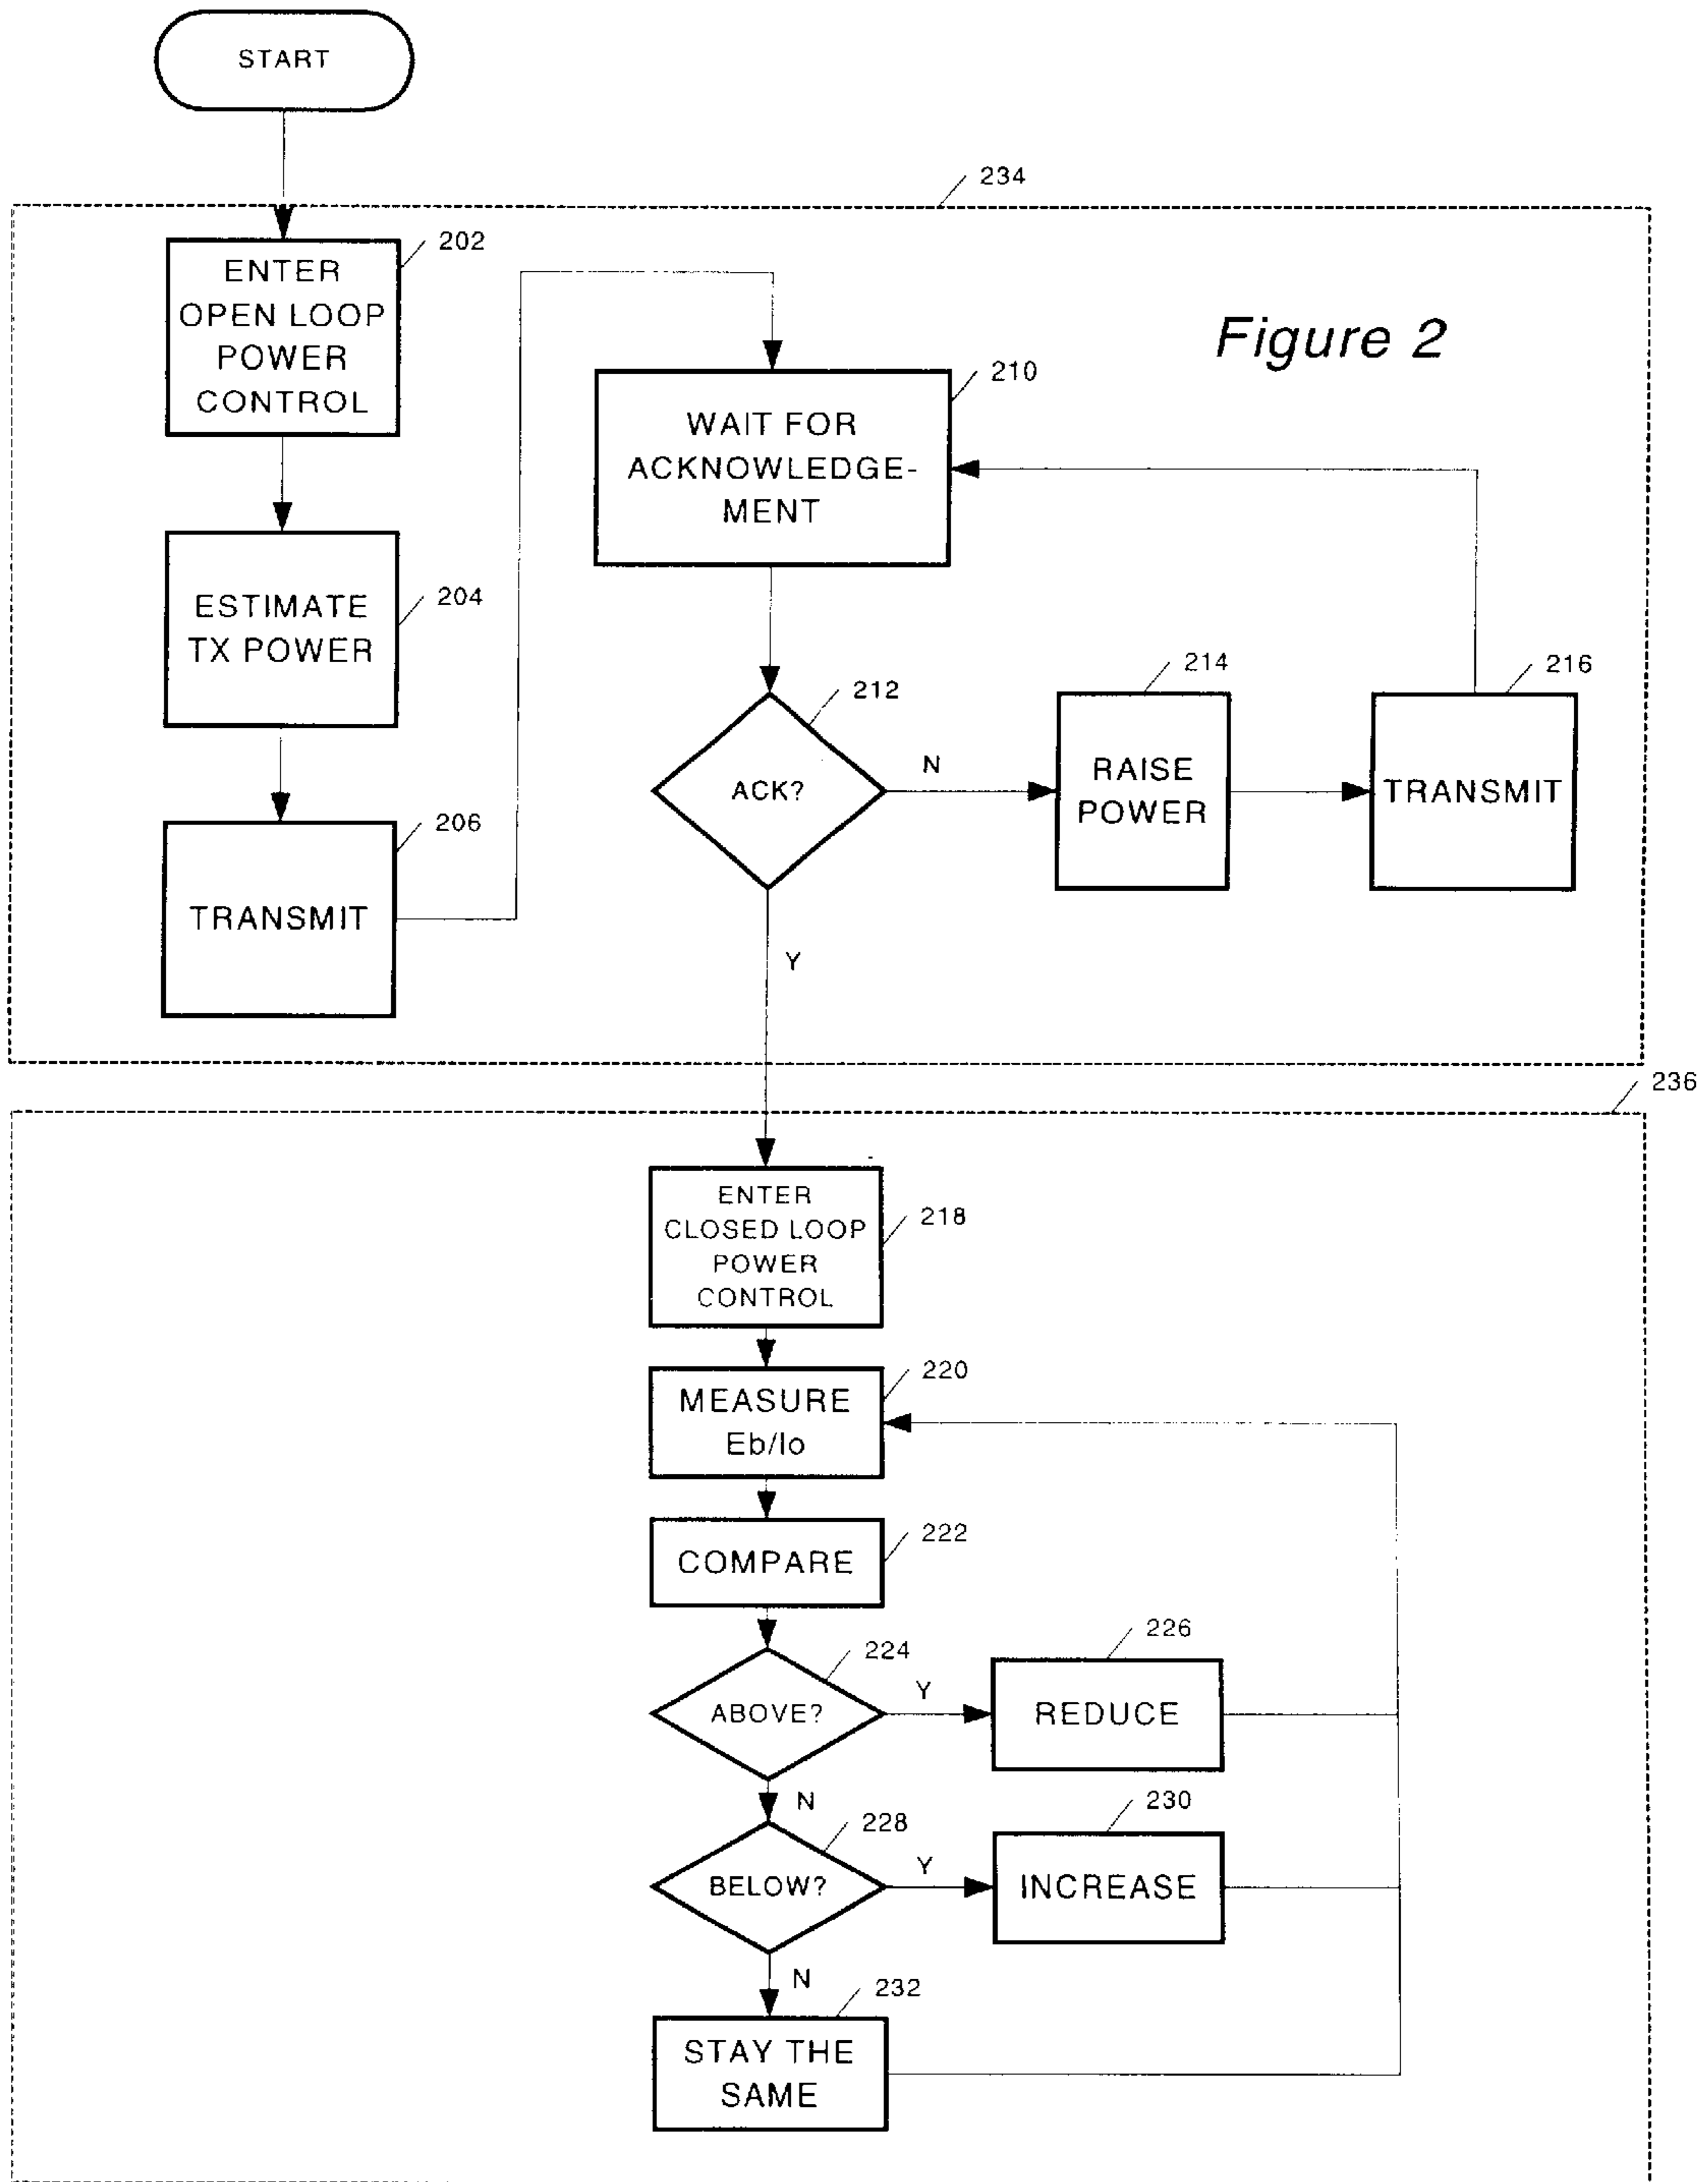 START
234
202
ENTER
OPEN LOOP
POWER
CONTROL
Figure 2
210
WAIT FOR
ACKNOWLEDGE-
MENT
204
ESTIMATE
TX POWER
212
ACK?
N
214
RAISE
POWER
216
TRANSMIT
206
TRANSMIT
Y
236
218
ENTER
CLOSED LOOP
POWER
CONTROL
220
MEASURE
Eb/Io
222
COMPARE
224
ABOVE?
Y
226
REDUCE
N
228
BELOW?
Y
230
INCREASE
N
232
STAY THE
SAME